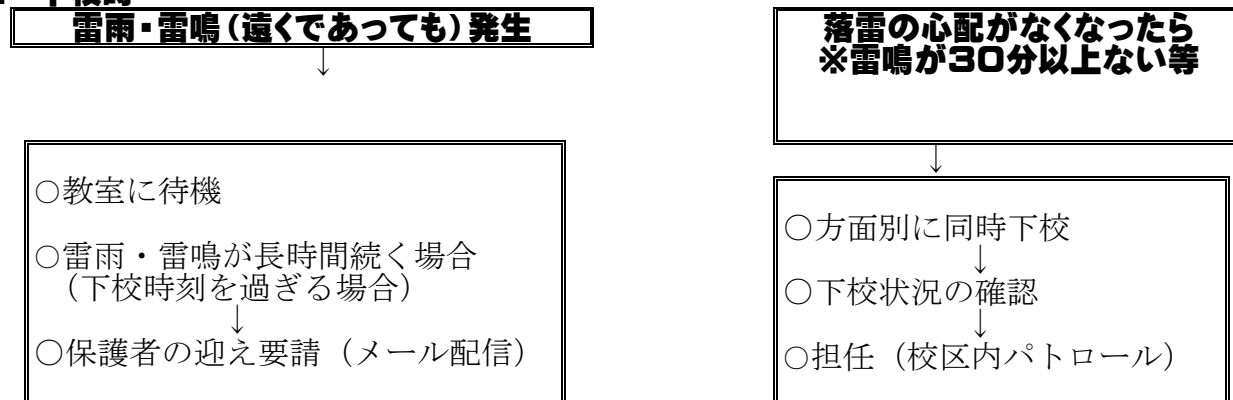 雷雨・雷鳴（遠くであっても）発生
↓
○教室に待機
○雷雨・雷鳴が長時間続く場合
（下校時刻を過ぎる場合）
↓
○保護者の迎え要請（メール配信）
落雷の心配がなくなったら
※雷鳴が３０分以上ない等
↓
○方面別に同時下校
↓
○下校状況の確認
↓
○担任（校区内パトロール）